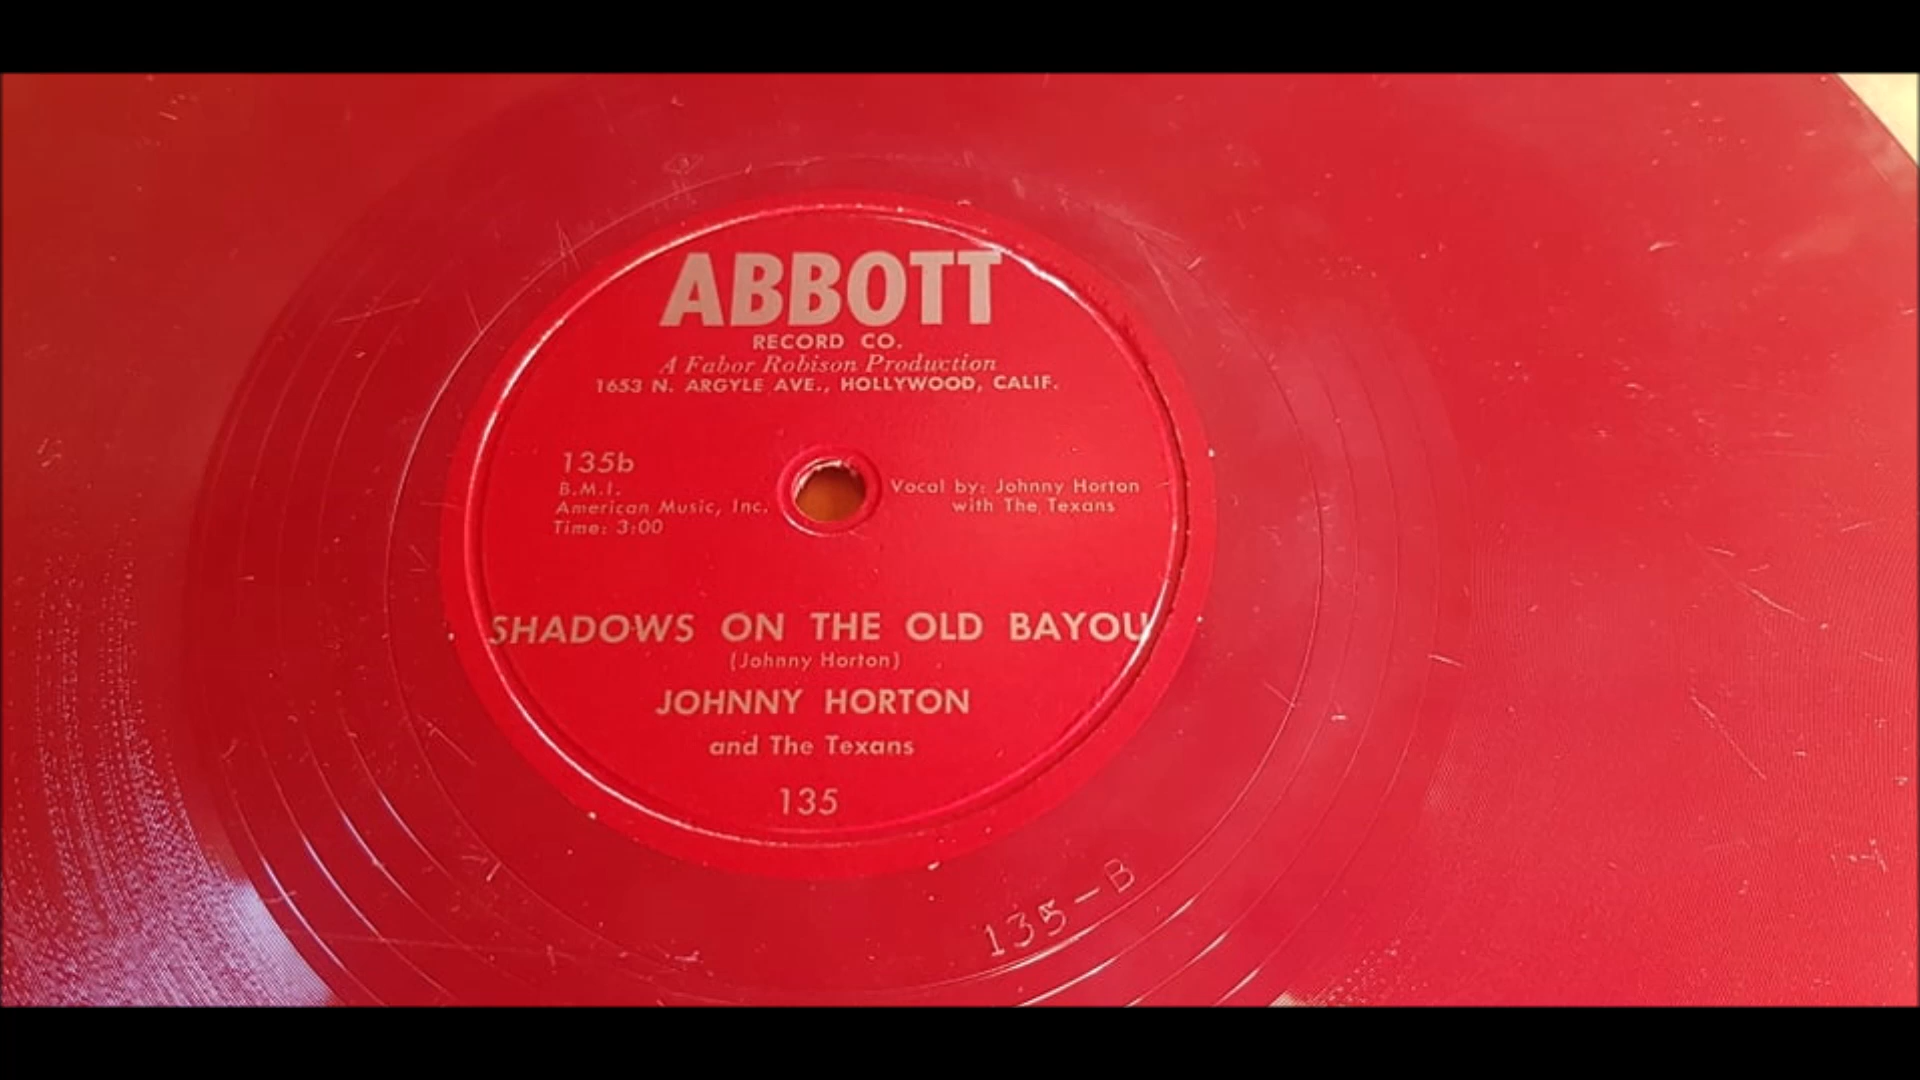 ABBOTT
RECORD CO.
A Fabor Robison Production
1653 N. ARGYLE AVE., HOLLYWOOD, CALIF.
135b
B.M.I.
American Music, Inc.
Time: 3:00
Vocal by: Johnny Horton
with The Texans
SHADOWS ON THE OLD BAYOU
(Johnny Horton)
JOHNNY HORTON
and The Texans
135
135-B